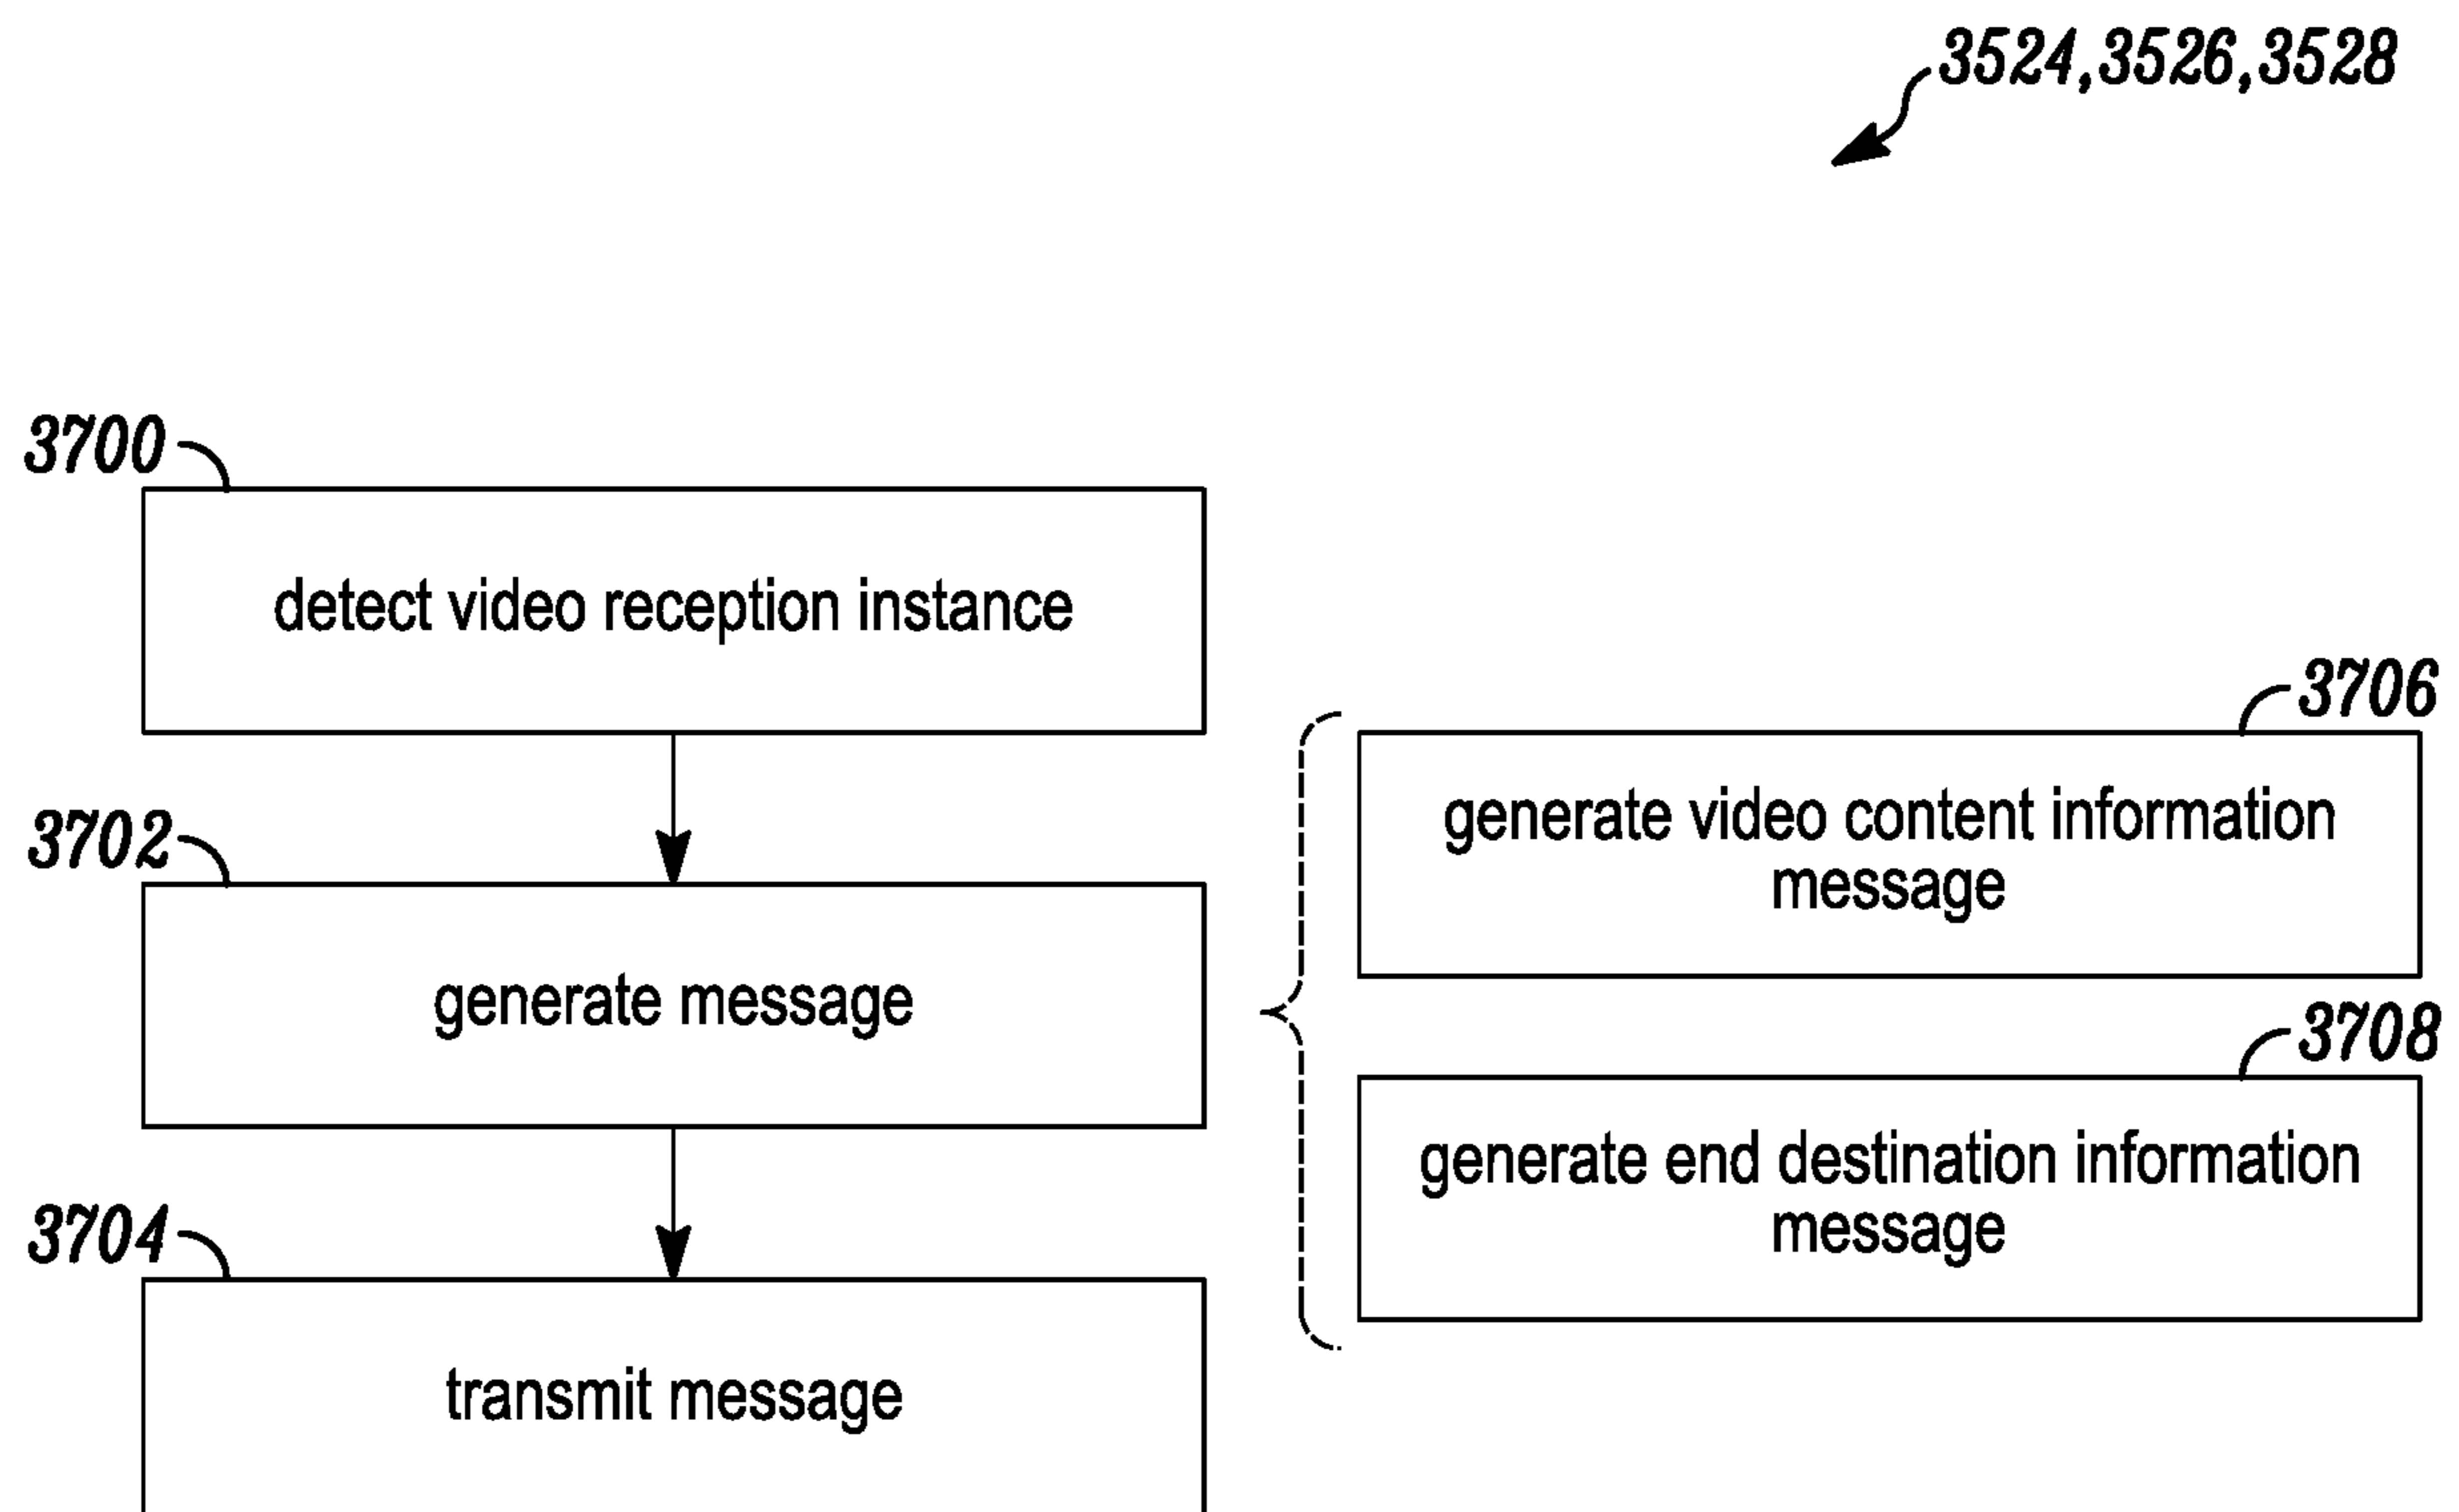 3524,3526,3528
3700
detect video reception instance
3702
generate message
3704
transmit message
3706
generate video content information
message
3708
generate end destination information
message